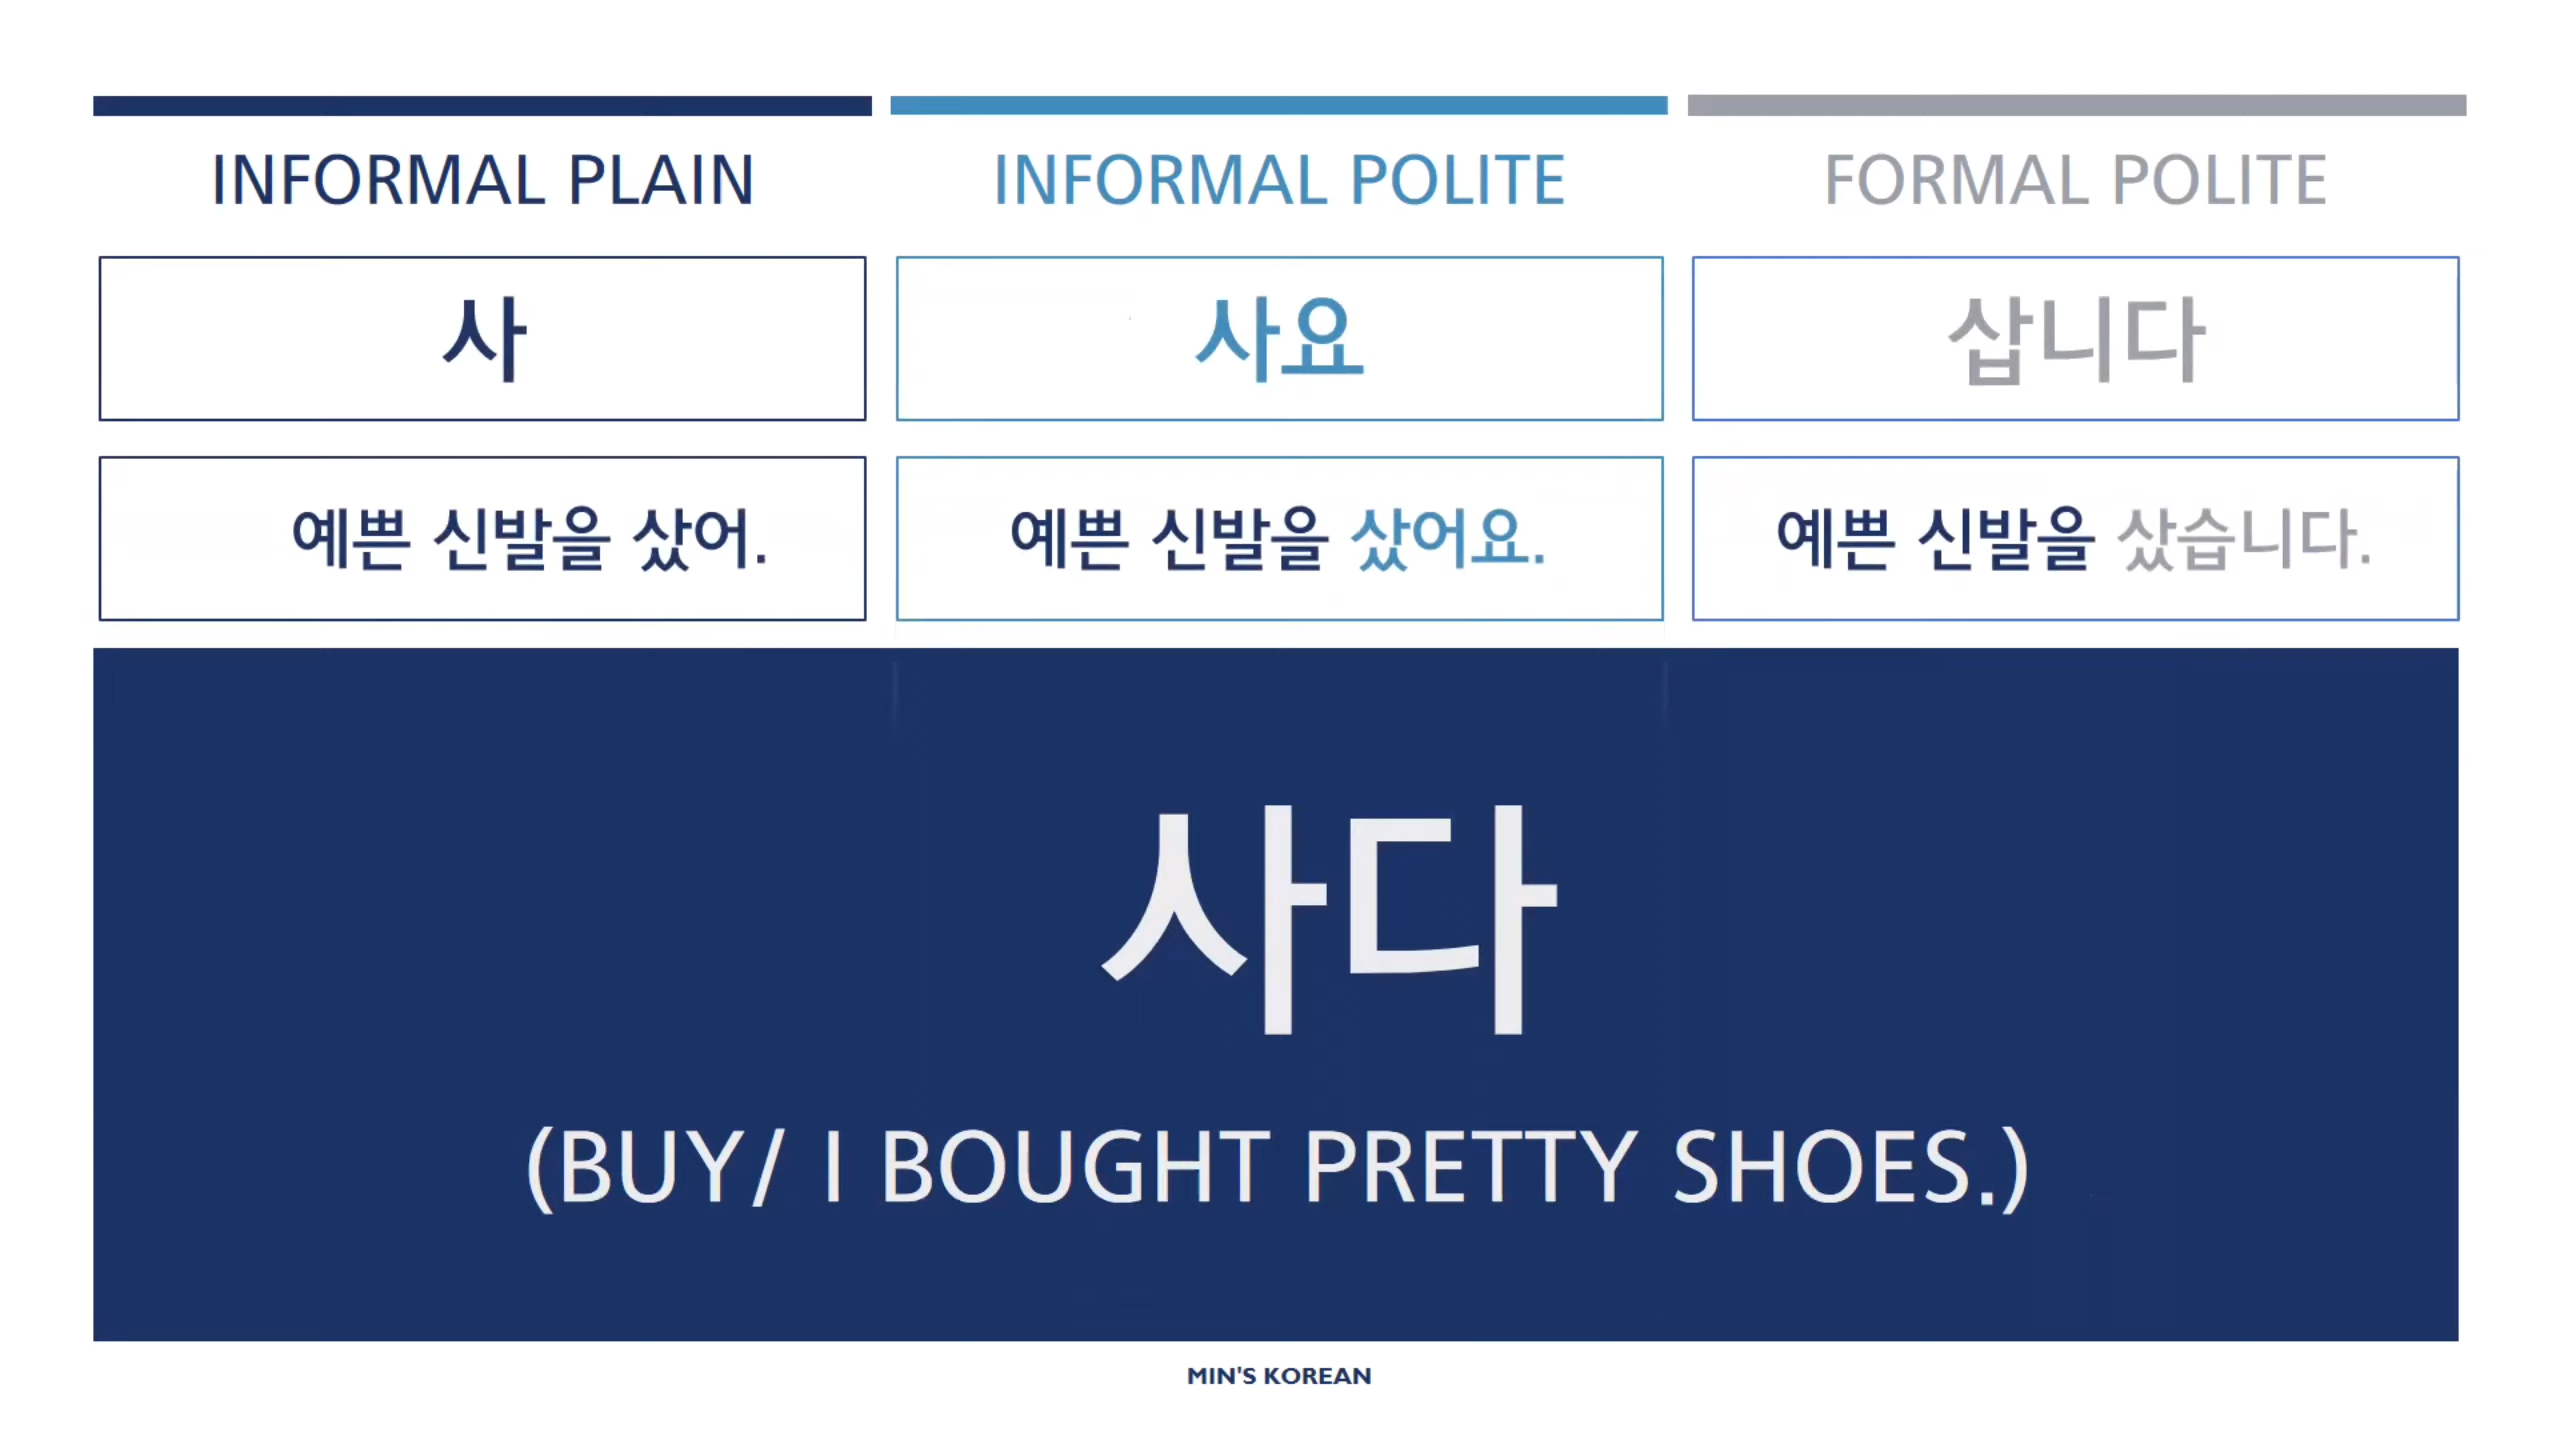 INFORMAL PLAIN
INFORMAL POLITE
FORMAL POLITE
사
사요
삽니다
예쁜 신발을 샀어.
예쁜 신발을 샀어요.
예쁜 신발을 샀습니다.
사다
(BUY/ I BOUGHT PRETTY SHOES.)
MIN'S KOREAN